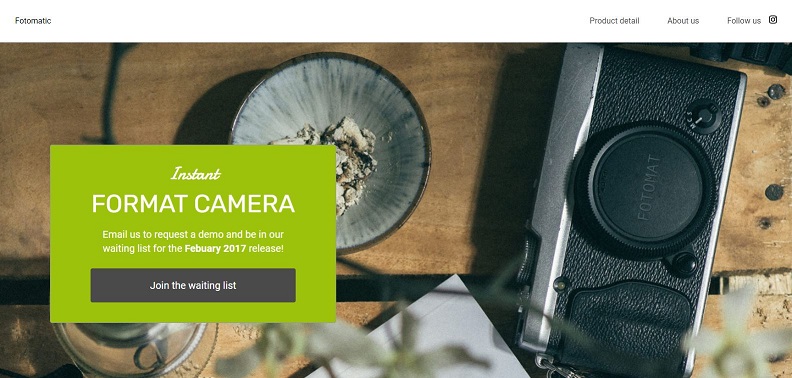 Fotomatic
Product detail
About us
Follow us
Instant
FORMAT CAMERA
Email us to request a demo and be in our
waiting list for the Febuary 2017 release!
Join the waiting list
FOTOMAT